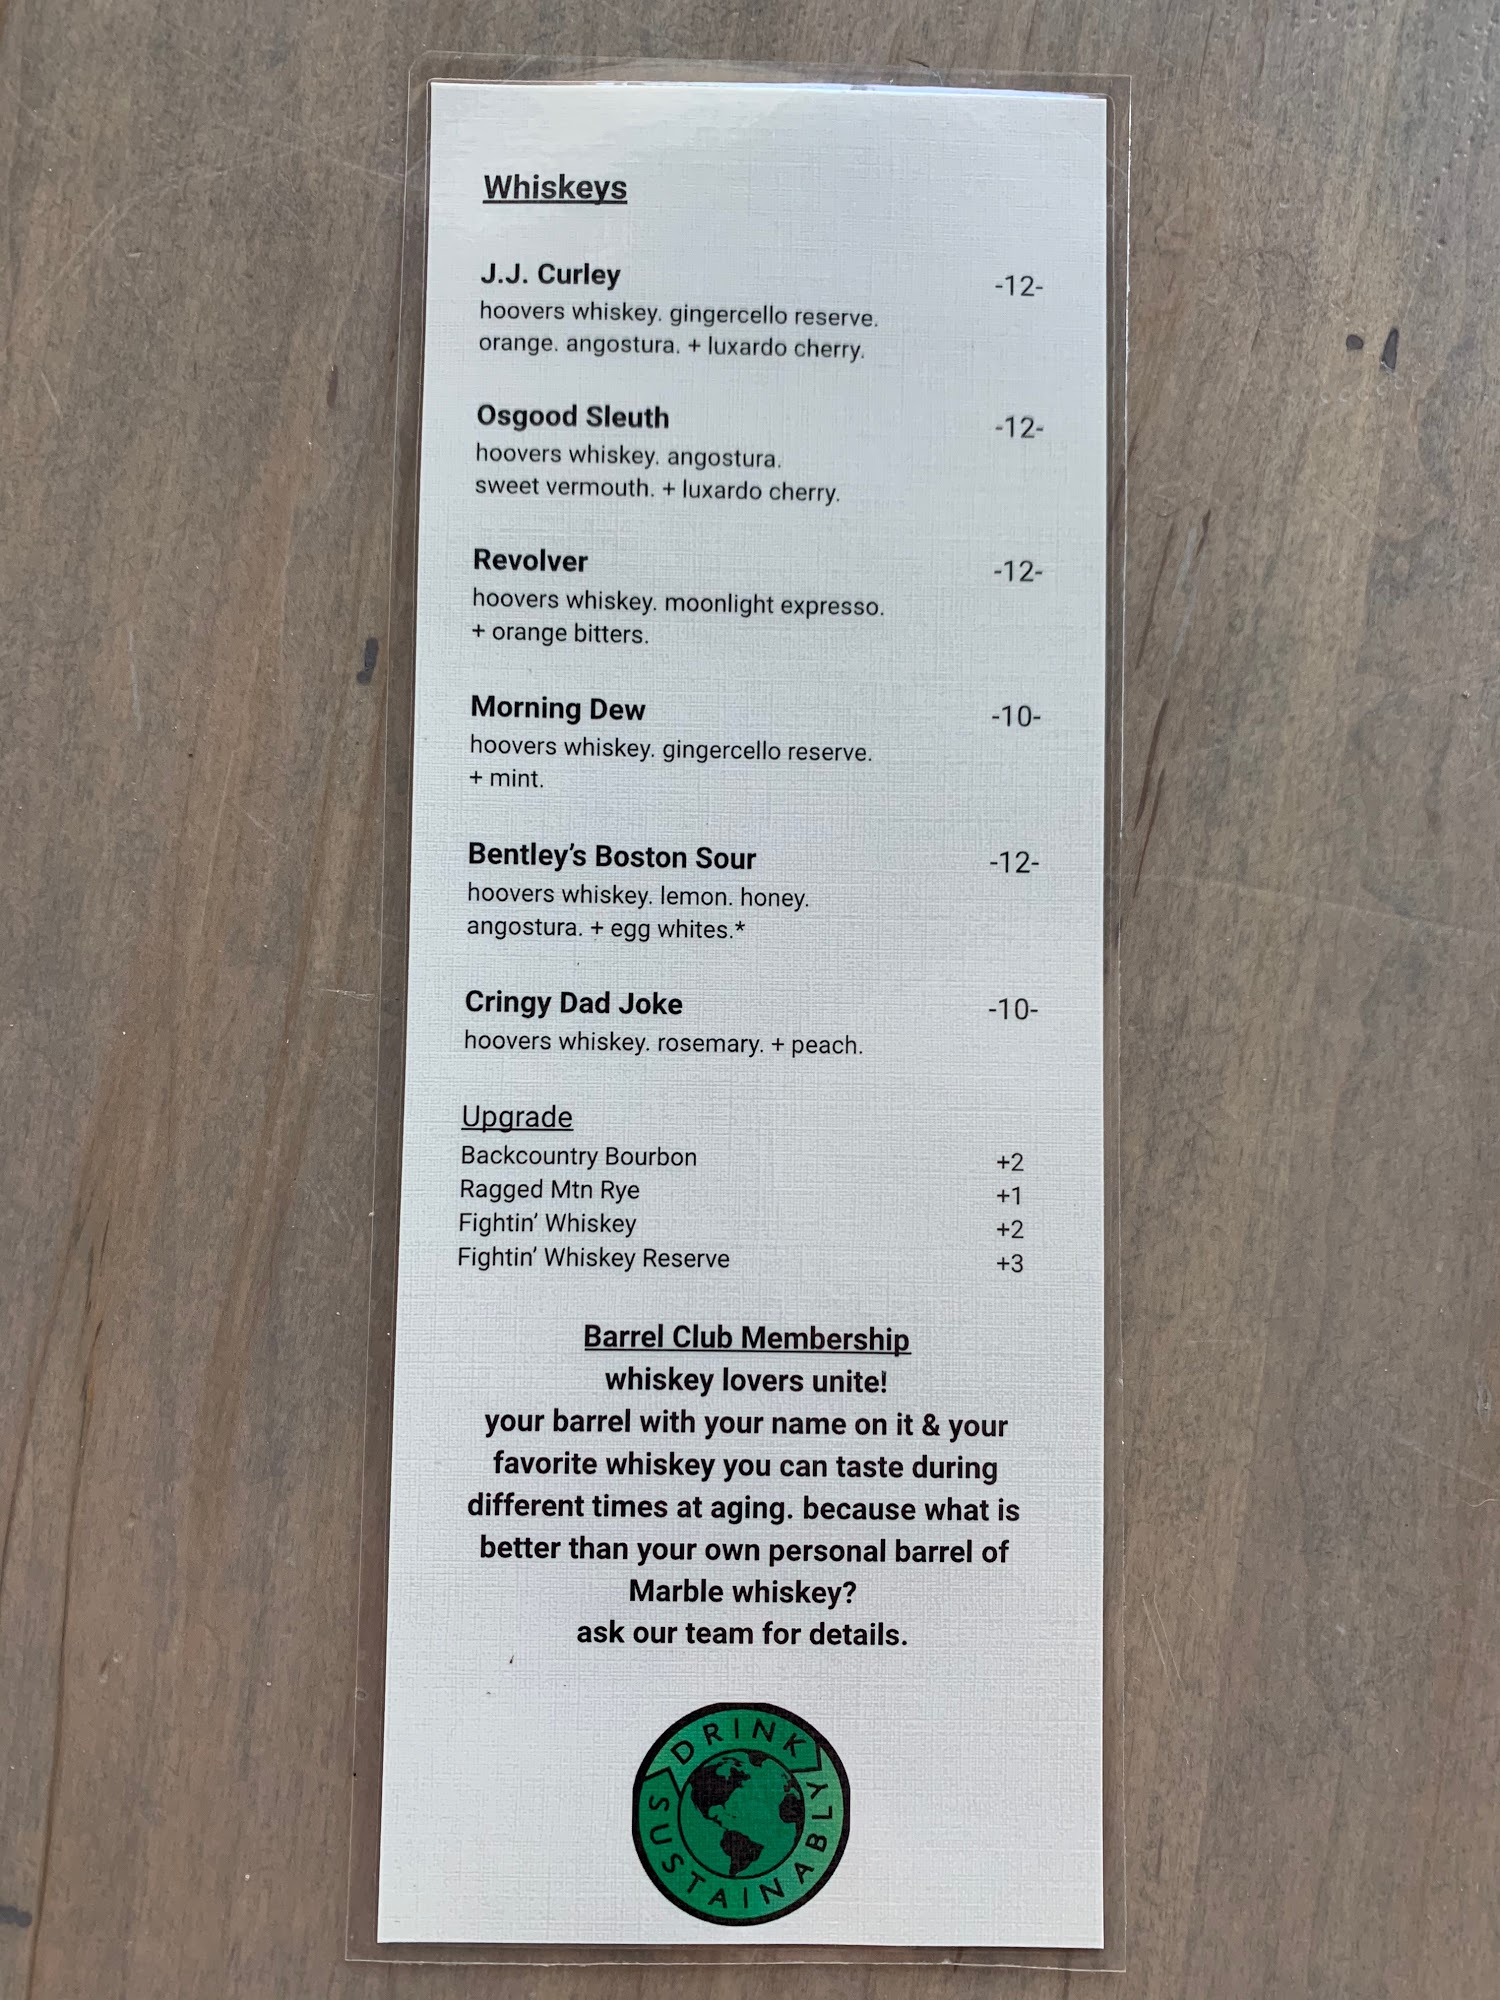 Whiskeys
J.J. Curley -12-
hoovers whiskey. gingercello reserve.
orange. angostura. + luxardo cherry.
Osgood Sleuth -12-
hoovers whiskey. angostura.
sweet vermouth. + luxardo cherry.
Revolver -12-
hoovers whiskey. moonlight expresso.
+ orange bitters.
Morning Dew -10-
hoovers whiskey. gingercello reserve.
+ mint.
Bentley's Boston Sour -12-
hoovers whiskey. lemon. honey.
angostura. + egg whites.*
Cringy Dad Joke -10-
hoovers whiskey. rosemary. + peach.
Upgrade
Backcountry Bourbon +2
Ragged Mtn Rye +1
Fightin' Whiskey +2
Fightin' Whiskey Reserve +3
Barrel Club Membership
whiskey lovers unite!
your barrel with your name on it & your
favorite whiskey you can taste during
different times at aging. because what is
better than your own personal barrel of
Marble whiskey?
ask our team for details.
DRINK
SUSTAINABLY